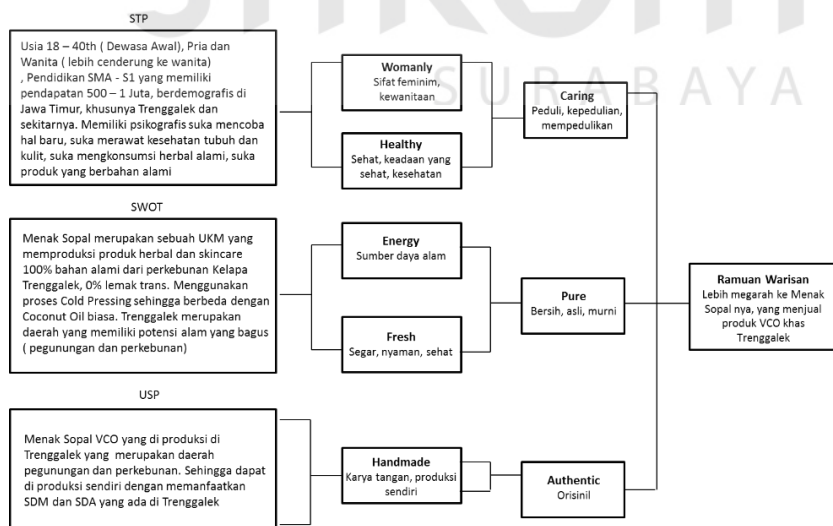 STP
Usia 18 – 40th ( Dewasa Awal), Pria dan
Wanita ( lebih cenderung ke wanita)
, Pendidikan SMA - S1 yang memiliki
pendapatan 500 – 1 Juta, berdemografis di
Jawa Timur, khusunya Trenggalek dan
sekitarnya. Memiliki psikografis suka mencoba
hal baru, suka merawat kesehatan tubuh dan
kulit, suka mengkonsumsi herbal alami, suka
produk yang berbahan alami
Womanly
Sifat feminim,
kewanitaan
Healthy
Sehat, keadaan yang
sehat, kesehatan
SURABAYA
Caring
Peduli, kepedulian,
mempedulikan
SWOT
Menak Sopal merupakan sebuah UKM yang
memproduksi produk herbal dan skincare
100% bahan alami dari perkebunan Kelapa
Trenggalek, 0% lemak trans. Menggunakan
proses Cold Pressing sehingga berbeda dengan
Coconut Oil biasa. Trenggalek merupakan
daerah yang memiliki potensi alam yang bagus
( pegunungan dan perkebunan)
Energy
Sumber daya alam
Fresh
Segar, nyaman, sehat
Pure
Bersih, asli, murni
Ramuan Warisan
Lebih megarah ke Menak
Sopal nya, yang menjual
produk VCO khas
Trenggalek
USP
Menak Sopal VCO yang di produksi di
Trenggalek yang  merupakan daerah
pegunungan dan perkebunan. Sehingga dapat
di produksi sendiri dengan memanfaatkan
SDM dan SDA yang ada di Trenggalek
Handmade
Karya tangan, produksi
sendiri
Authentic
Orisinil